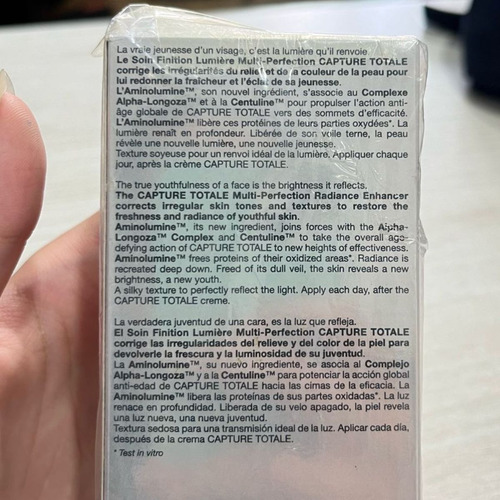 La vraie jeunesse d'un visage, c'est la lumière qu'il renvoie.
Le Soin Finition Lumière Multi-Perfection CAPTURE TOTALE
corrige les irrégularités du relief et de la couleur de la peau pour
lui redonner la fraîcheur et l'éclat de sa jeunesse.
L'Aminolumine™, son nouvel ingrédient, s'associe au Complexe
Alpha-Longoza™ et à la Centuline™ pour propulser l'action anti-
âge globale de CAPTURE TOTALE vers des sommets d'efficacité.
L'Aminolumine™ libère ces protéines de leurs parties oxydées*. La
lumière renaît en profondeur. Libérée de son voile terne, la peau
révèle une nouvelle lumière, une nouvelle jeunesse.
Texture soyeuse pour un renvoi idéal de la lumière. Appliquer chaque
jour, après la crème CAPTURE TOTALE.
The true youthfulness of a face is the brightness it reflects.
The CAPTURE TOTALE Multi-Perfection Radiance Enhancer
corrects irregular skin tones and textures to restore the
freshness and radiance of youthful skin.
Aminolumine™, its new ingredient, joins forces with the Alpha-
Longoza™ Complex and Centuline™ to take the overall age-
defying action of CAPTURE TOTALE to new heights of effectiveness.
Aminolumine™ frees proteins of their oxidized areas*. Radiance is
recreated deep down. Freed of its dull veil, the skin reveals a new
brightness, a new youth.
A silky texture to perfectly reflect the light. Apply each day, after the
CAPTURE TOTALE creme.
La verdadera juventud de una cara, es la luz que refleja.
El Soin Finition Lumière Multi-Perfection CAPTURE TOTALE
corrige las irregularidades del relieve y del color de la piel para
devolverle la frescura y la luminosidad de su juventud.
La Aminolumine™, su nuevo ingrediente, se asocia al Complejo
Alpha-Longoza™ y a la Centuline™ para potenciar la acción global
anti-edad de CAPTURE TOTALE hacia las cimas de la eficacia. La
Aminolumine™ libera las proteínas de sus partes oxidadas*. La luz
renace en profundidad. Liberada de su velo apagado, la piel revela
una nueva luz, una nueva juventud.
Textura sedosa para una transmisión ideal de la luz. Aplicar cada día,
después de la crema CAPTURE TOTALE.
* Test in vitro